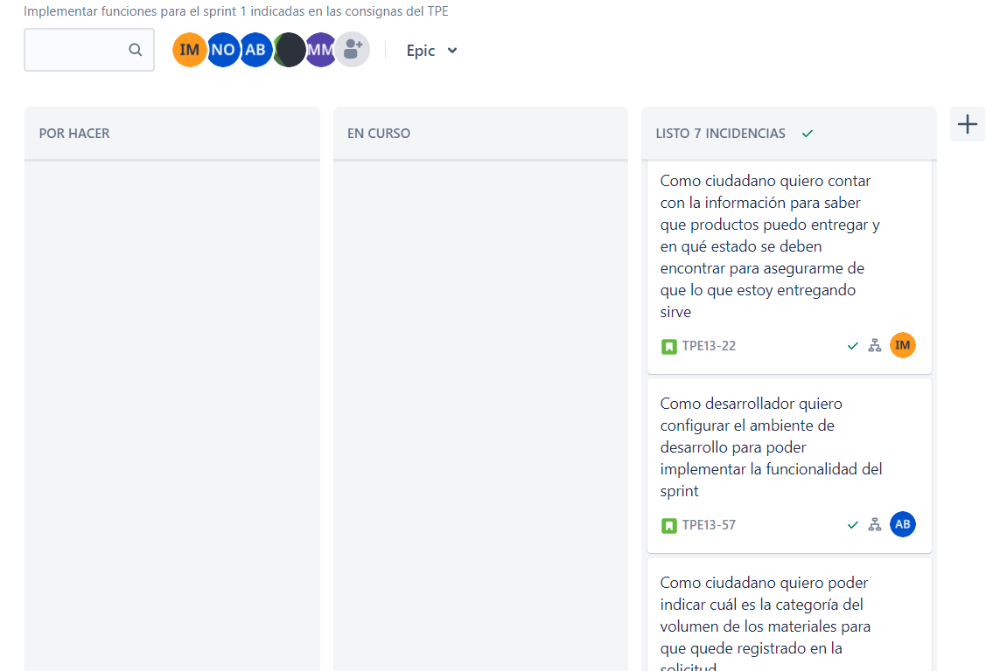 Implementar funciones para el sprint 1 indicadas en las consignas del TPE
IM NO AB MM Epic
POR HACER
EN CURSO
LISTO 7 INCIDENCIAS
Como ciudadano quiero contar
con la información para saber
que productos puedo entregar y
en qué estado se deben
encontrar para asegurarme de
que lo que estoy entregando
sirve
TPE13-22 IM
Como desarrollador quiero
configurar el ambiente de
desarrollo para poder
implementar la funcionalidad del
sprint
TPE13-57 AB
Como ciudadano quiero poder
indicar cuál es la categoría del
volumen de los materiales para
que quede registrado en la
solicitud